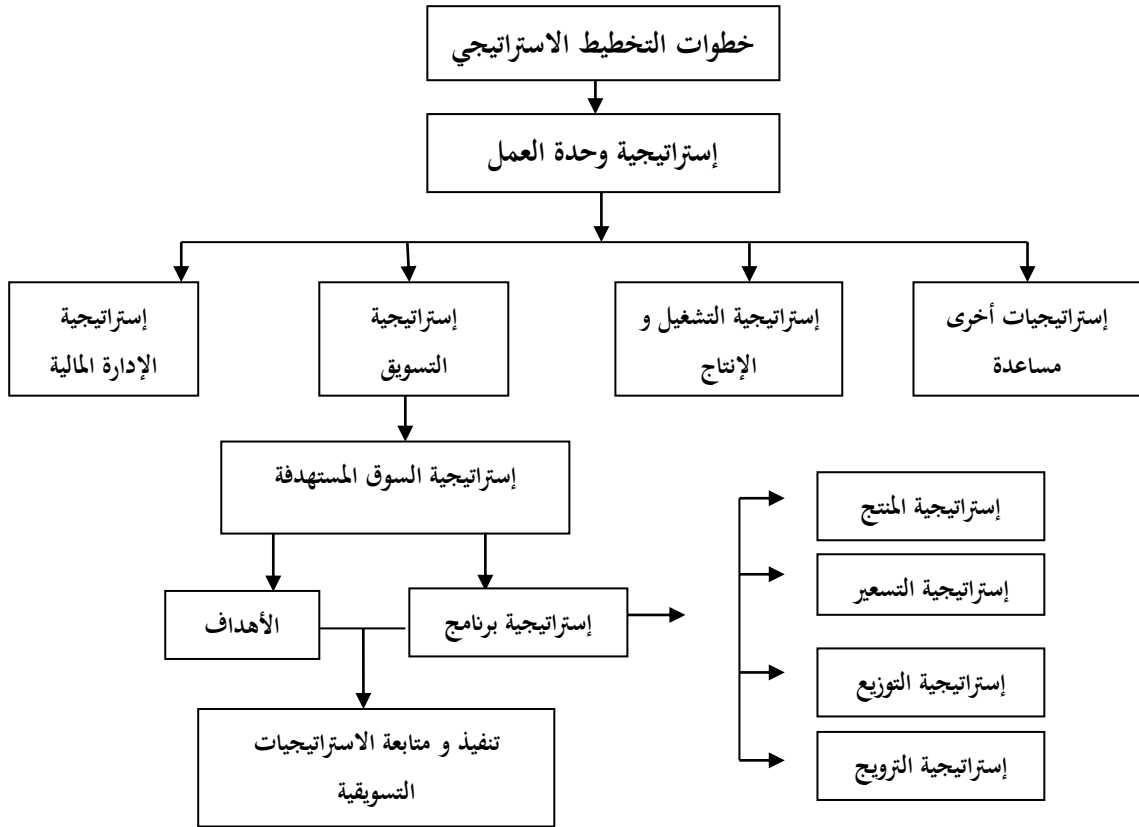 خطوات التخطيط الاستراتيجي
إستراتيجية وحدة العمل
إستراتيجيات أخرى
مساعدة
إستراتيجية التشغيل و
الإنتاج
إستراتيجية
التسويق
إستراتيجية
الإدارة المالية
إستراتيجية السوق المستهدفة
إستراتيجية برنامج
الأهداف
تنفيذ و متابعة الاستراتيجيات
التسويقية
إستراتيجية المنتج
إستراتيجية التسعير
إستراتيجية التوزيع
إستراتيجية الترويج